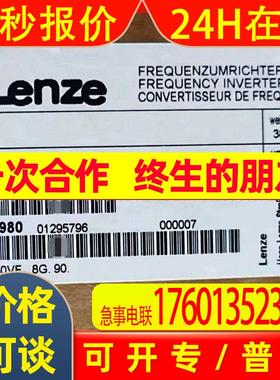 秒报价 24H在
Lenze
FREQUENZUMRICHTER
FREQUENCY INVERTER
CONVERTISSEUR DE FREQ
一次合作 终生的朋友
980 01295796 000007
8G. 90.
Lenze
价格
可谈
急事电联 1760135523
可开专/普